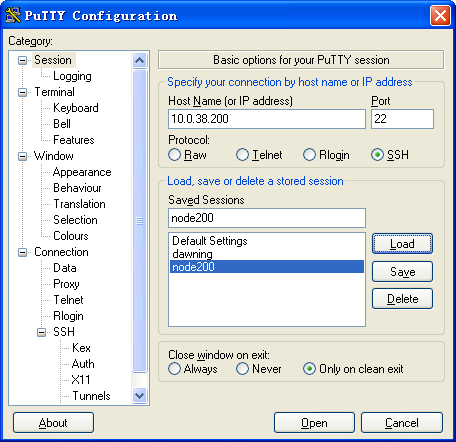 PuTTY Configuration
Category:
Session
Logging
Terminal
Keyboard
Bell
Features
Window
Appearance
Behaviour
Translation
Selection
Colours
Connection
Data
Proxy
Telnet
Rlogin
SSH
Kex
Auth
X11
Tunnels
Basic options for your PuTTY session
Specify your connection by host name or IP address
Host Name (or IP address) Port
10.0.38.200 22
Protocol:
Raw Telnet Rlogin SSH
Load, save or delete a stored session
Saved Sessions
node200
Default Settings
dawning
node200
Load
Save
Delete
Close window on exit:
Always Never Only on clean exit
About Open Cancel